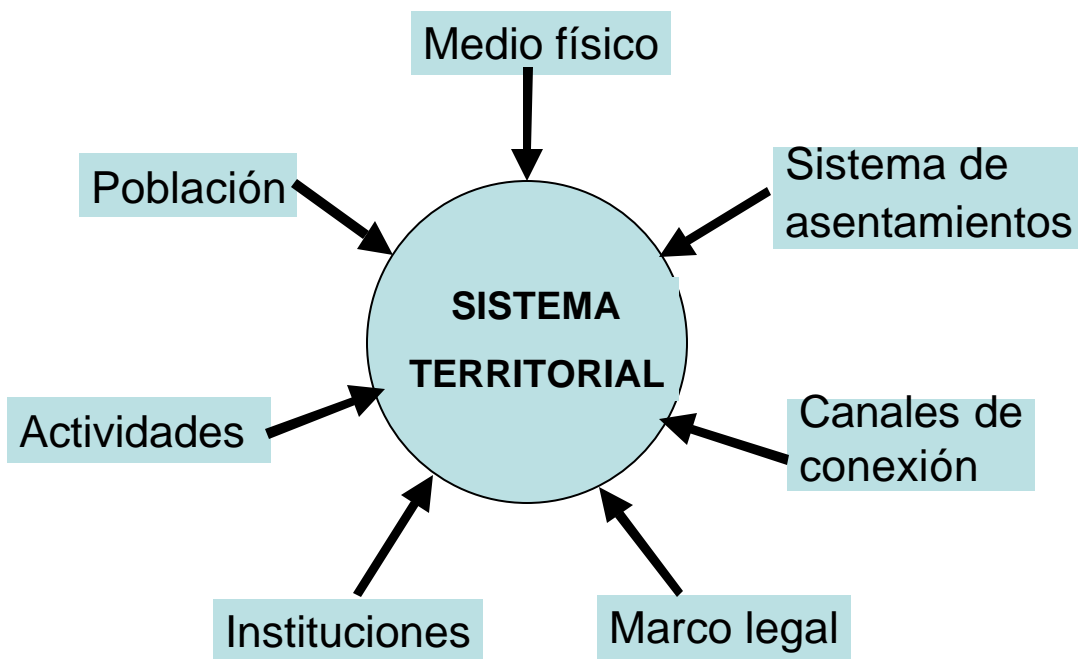 Medio físico
Población
Sistema de
asentamientos
SISTEMA
TERRITORIAL
Actividades
Canales de
conexión
Instituciones
Marco legal